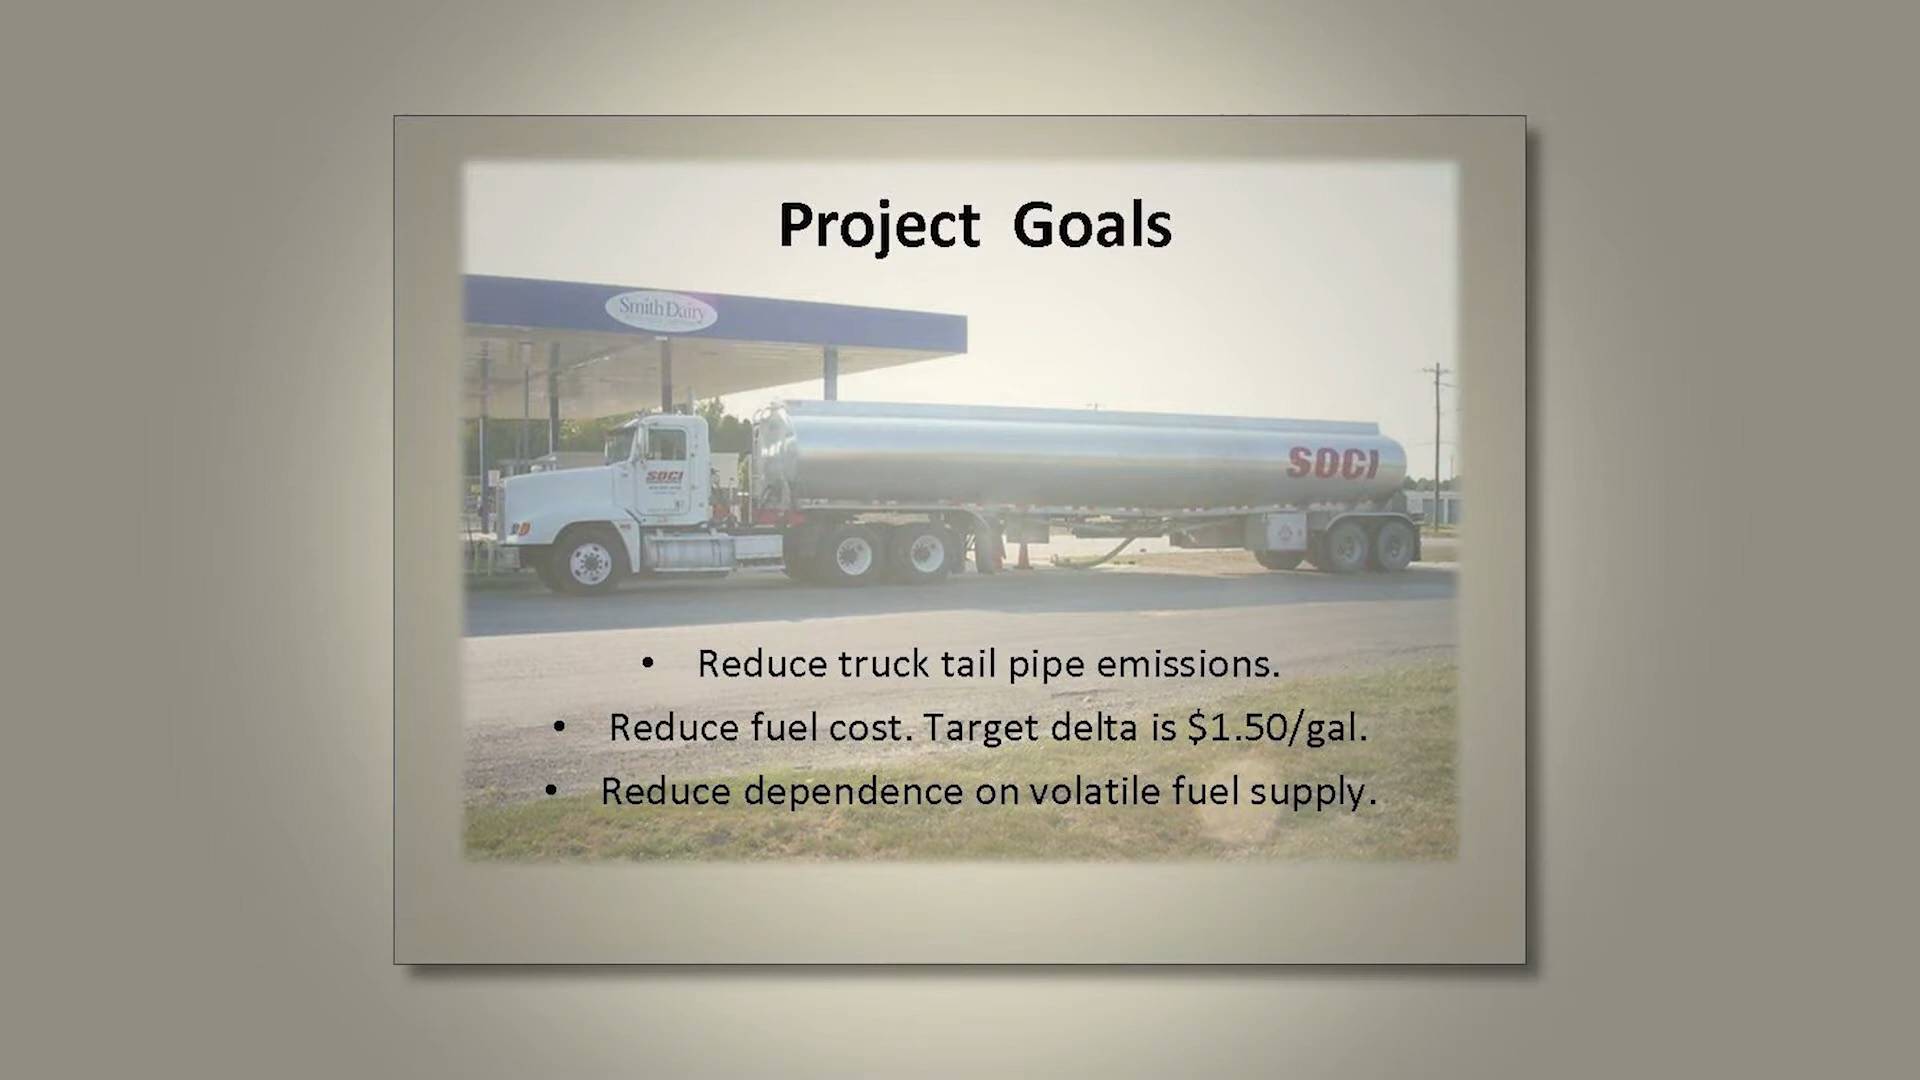 Project Goals
Smith Dairy
SOCI
SOCI
• Reduce truck tail pipe emissions.
• Reduce fuel cost. Target delta is $1.50/gal.
• Reduce dependence on volatile fuel supply.